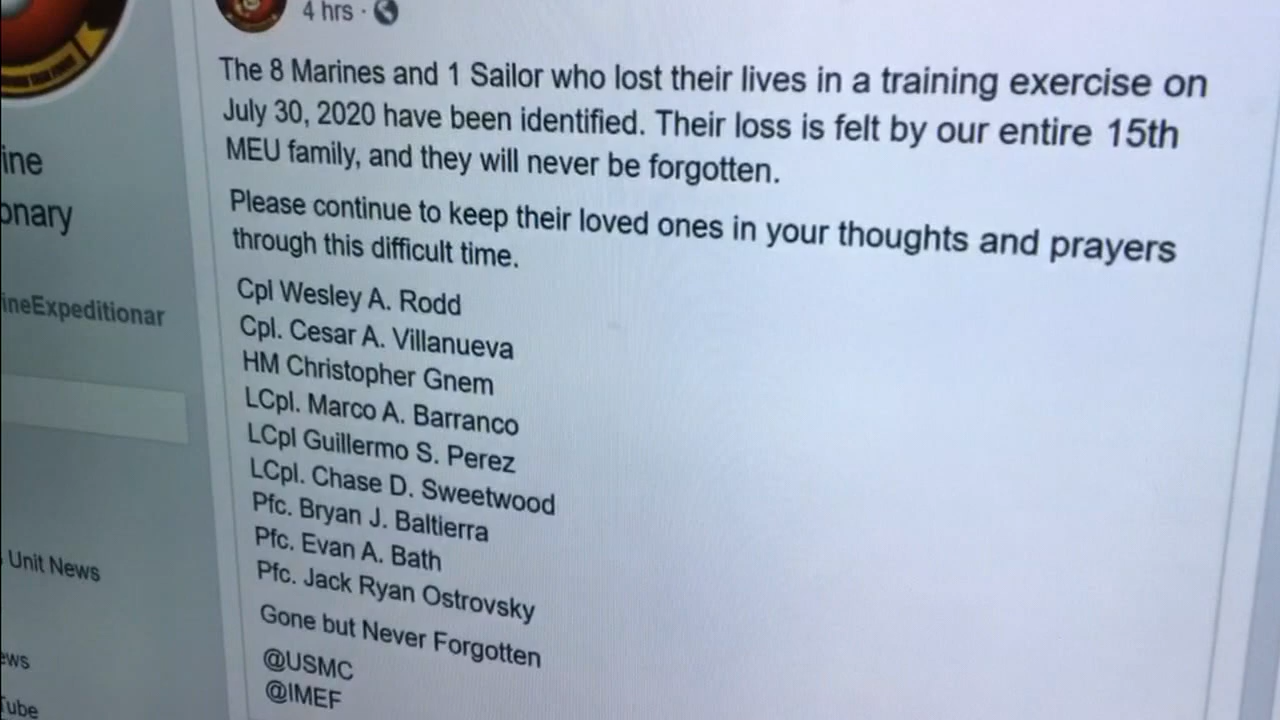 4 hrs ·
The 8 Marines and 1 Sailor who lost their lives in a training exercise on
July 30, 2020 have been identified. Their loss is felt by our entire 15th
MEU family, and they will never be forgotten.
Please continue to keep their loved ones in your thoughts and prayers
through this difficult time.
Cpl Wesley A. Rodd
Cpl. Cesar A. Villanueva
HM Christopher Gnem
LCpl. Marco A. Barranco
LCpl Guillermo S. Perez
LCpl. Chase D. Sweetwood
Pfc. Bryan J. Baltierra
Pfc. Evan A. Bath
Pfc. Jack Ryan Ostrovsky
Gone but Never Forgotten
@USMC
@IMEF
ine
onary
ineExpeditionar
Unit News
ews
Tube